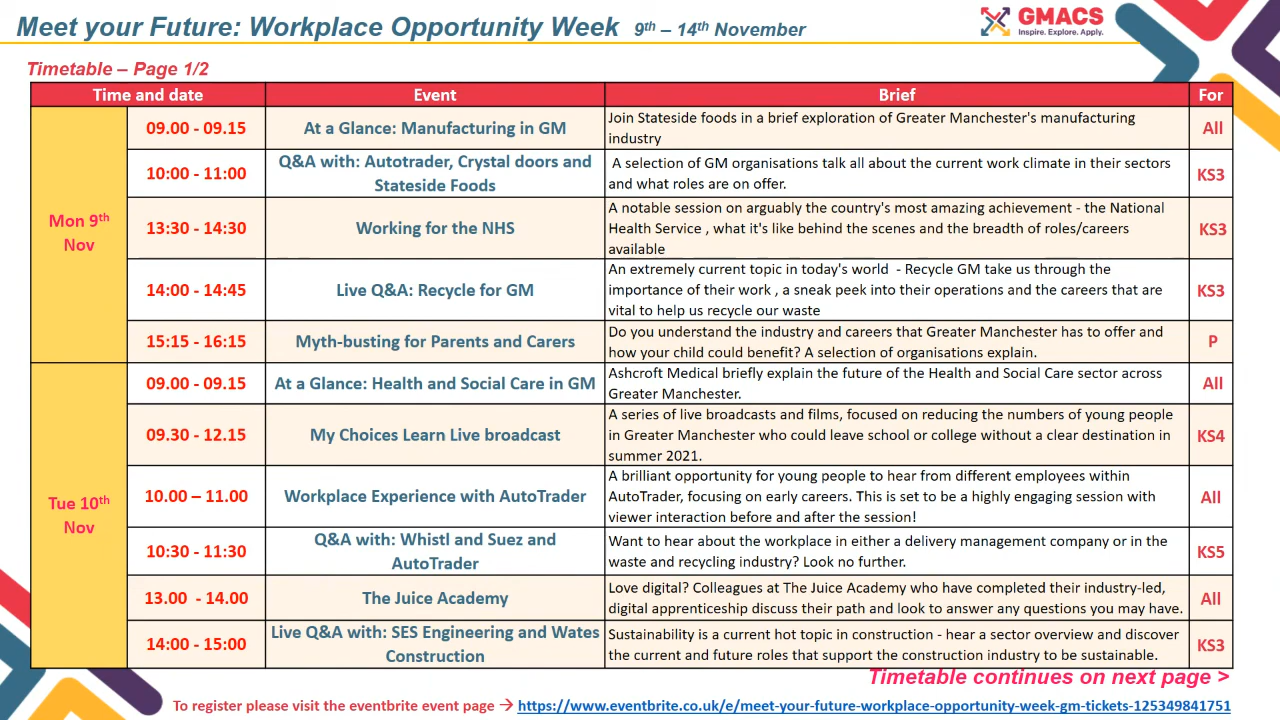 Meet your Future: Workplace Opportunity Week 9th – 14th November
GMACS
Inspire. Explore. Apply.
Timetable – Page 1/2
Time and date Event Brief For
Mon 9th
Nov
09.00 - 09.15
At a Glance: Manufacturing in GM
Join Stateside foods in a brief exploration of Greater Manchester's manufacturing
industry
All
10:00 - 11:00
Q&A with: Autotrader, Crystal doors and
Stateside Foods
A selection of GM organisations talk all about the current work climate in their sectors
and what roles are on offer.
KS3
13:30 - 14:30
Working for the NHS
A notable session on arguably the country's most amazing achievement - the National
Health Service , what it's like behind the scenes and the breadth of roles/careers
available
KS3
14:00 - 14:45
Live Q&A: Recycle for GM
An extremely current topic in today's world  - Recycle GM take us through the
importance of their work , a sneak peek into their operations and the careers that are
vital to help us recycle our waste
KS3
15:15 - 16:15
Myth-busting for Parents and Carers
Do you understand the industry and careers that Greater Manchester has to offer and
how your child could benefit? A selection of organisations explain.
P
Tue 10th
Nov
09.00 - 09.15
At a Glance: Health and Social Care in GM
Ashcroft Medical briefly explain the future of the Health and Social Care sector across
Greater Manchester.
All
09.30 - 12.15
My Choices Learn Live broadcast
A series of live broadcasts and films, focused on reducing the numbers of young people
in Greater Manchester who could leave school or college without a clear destination in
summer 2021.
KS4
10.00 – 11.00
Workplace Experience with AutoTrader
A brilliant opportunity for young people to hear from different employees within
AutoTrader, focusing on early careers. This is set to be a highly engaging session with
viewer interaction before and after the session!
All
10:30 - 11:30
Q&A with: Whistl and Suez and
AutoTrader
Want to hear about the workplace in either a delivery management company or in the
waste and recycling industry? Look no further.
KS5
13.00  - 14.00
The Juice Academy
Love digital? Colleagues at The Juice Academy who have completed their industry-led,
digital apprenticeship discuss their path and look to answer any questions you may have.
All
14:00 - 15:00
Live Q&A with: SES Engineering and Wates
Construction
Sustainability is a current hot topic in construction - hear a sector overview and discover
the current and future roles that support the construction industry to be sustainable.
KS3
Timetable continues on next page >
To register please visit the eventbrite event page → https://www.eventbrite.co.uk/e/meet-your-future-workplace-opportunity-week-gm-tickets-125349841751